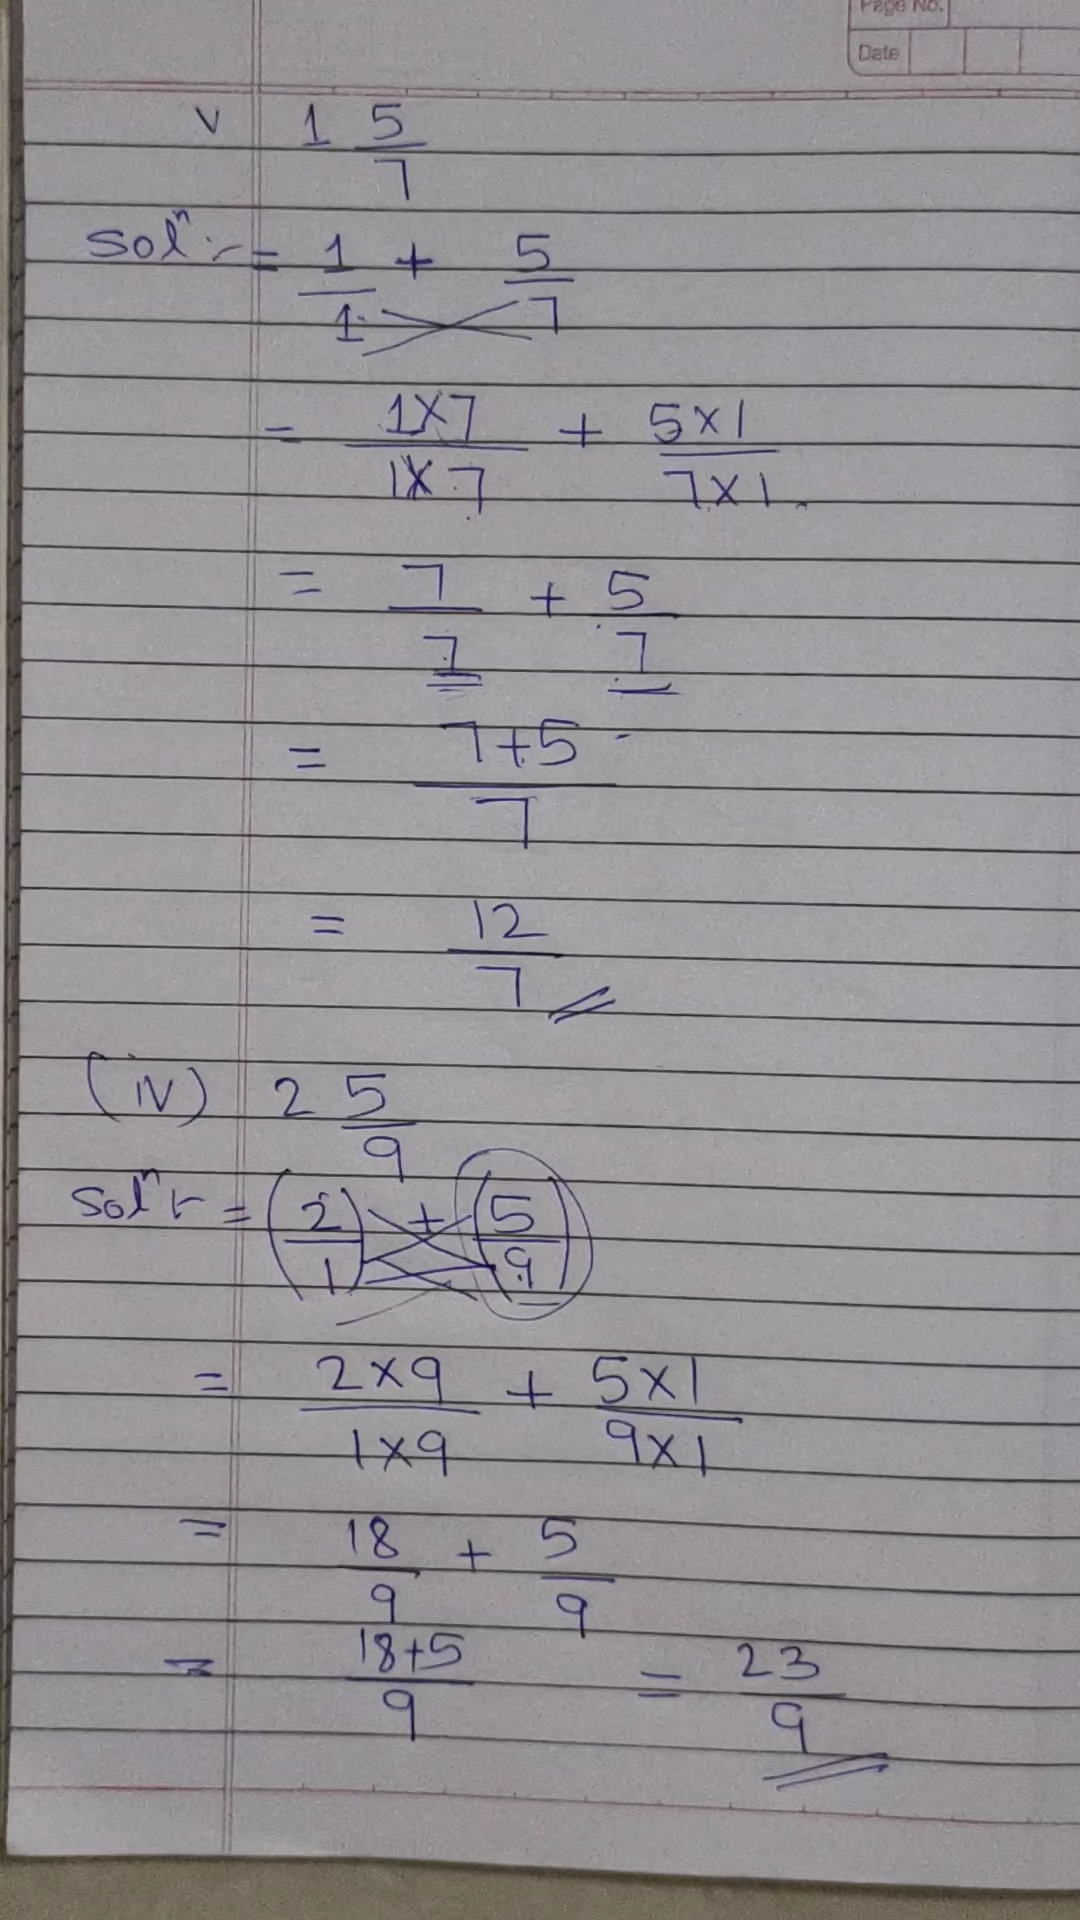 Page No.
Date
v 1 5/7
Solⁿ :- = 1/1 + 5/7
= 1×7/1×7 + 5×1/7×1
= 7/7 + 5/7
= 7+5/7
= 12/7
(iv) 2 5/9
Solⁿ :- = (2/1) + (5/9)
= 2×9/1×9 + 5×1/9×1
= 18/9 + 5/9
= 18+5/9 = 23/9